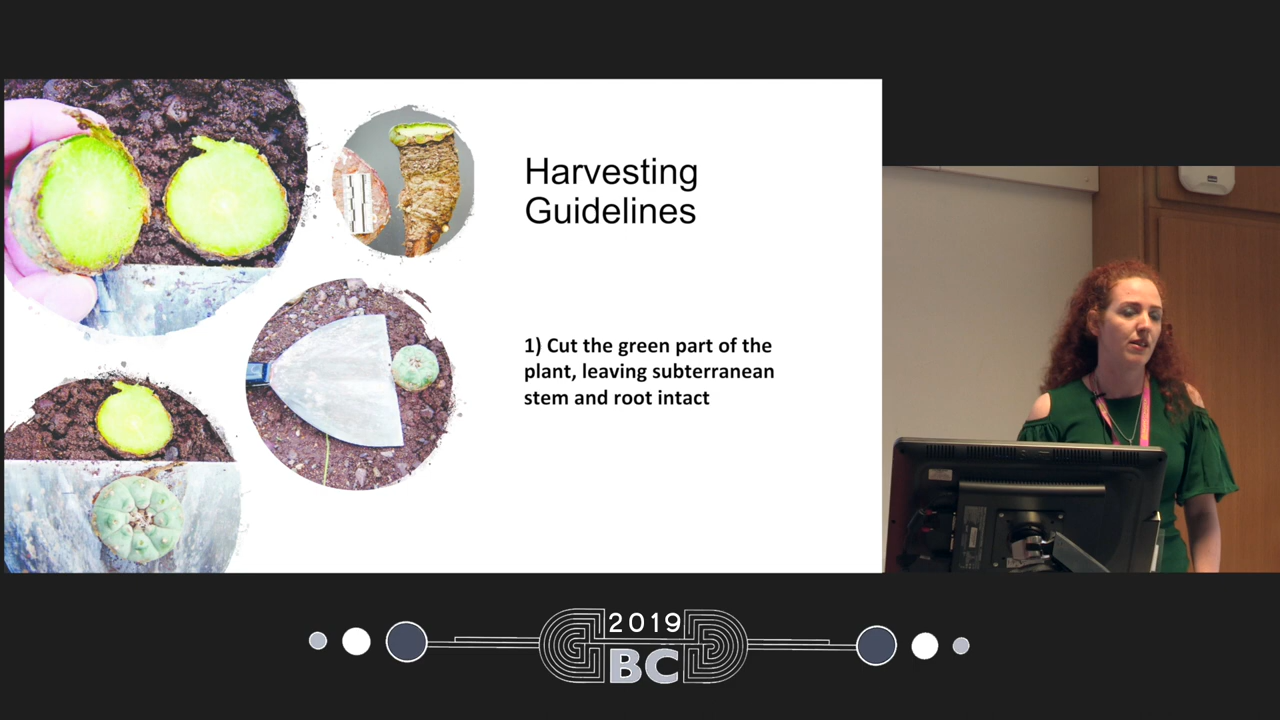 Harvesting
Guidelines
1) Cut the green part of the
plant, leaving subterranean
stem and root intact
2019
BC